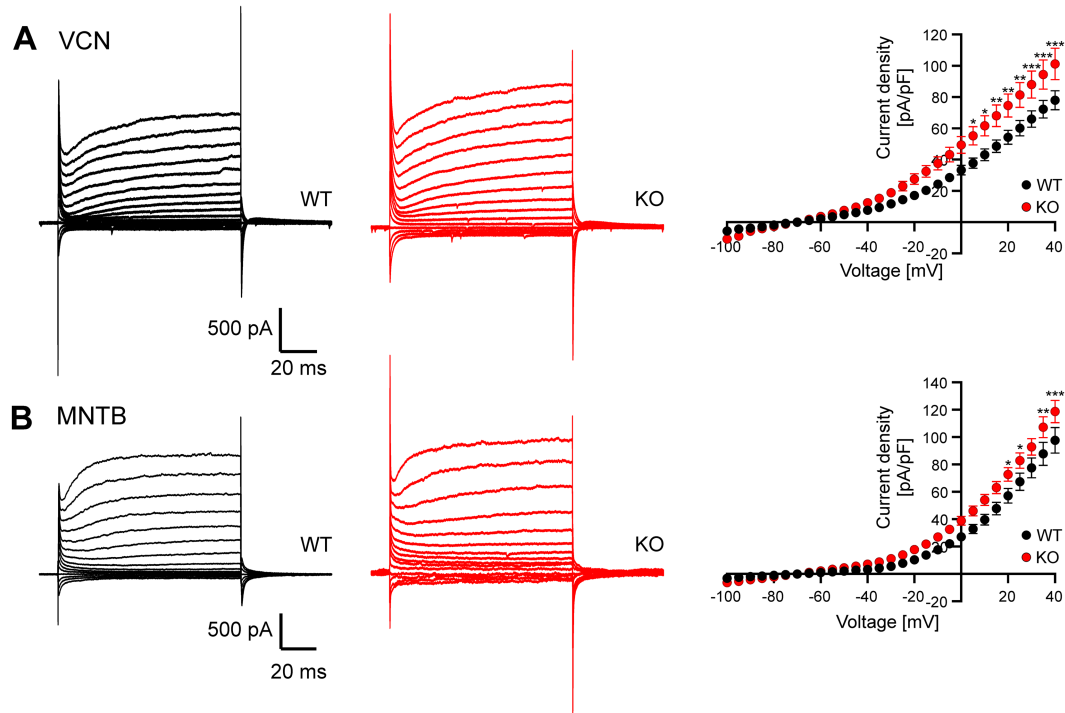 A VCN
WT
KO
500 pA
20 ms
Current density
[pA/pF]
120
100
80
60
40
20
-20
-100 -80 -60 -40 -20 20 40
Voltage [mV]
* * ** ** ** *** *** ***
WT
KO
B MNTB
WT
KO
500 pA
20 ms
Current density
[pA/pF]
140
120
100
80
60
40
20
-20
-100 -80 -60 -40 -20 20 40
Voltage [mV]
* * ** ***
WT
KO